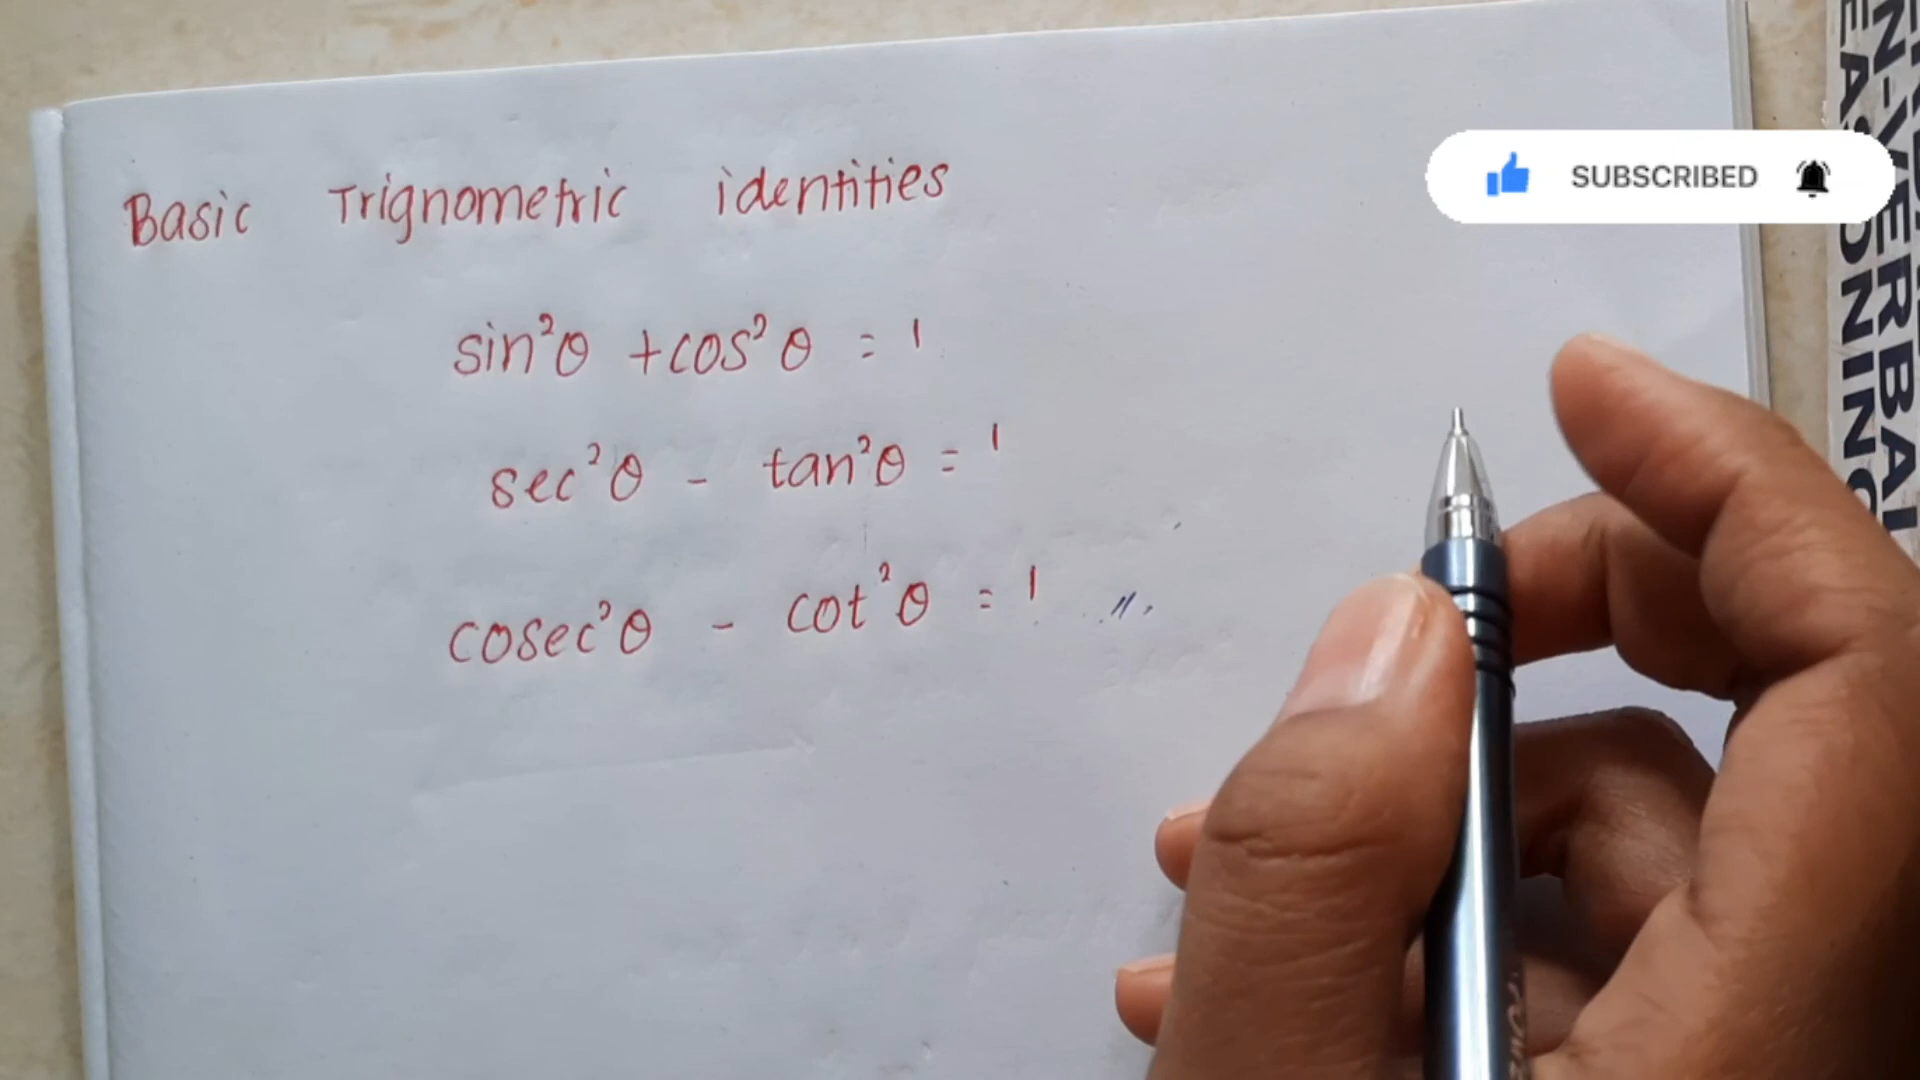 Basic Trignometric identities
sin²θ + cos²θ = 1
sec²θ - tan²θ = 1
cosec²θ - cot²θ = 1 //.
SUBSCRIBED